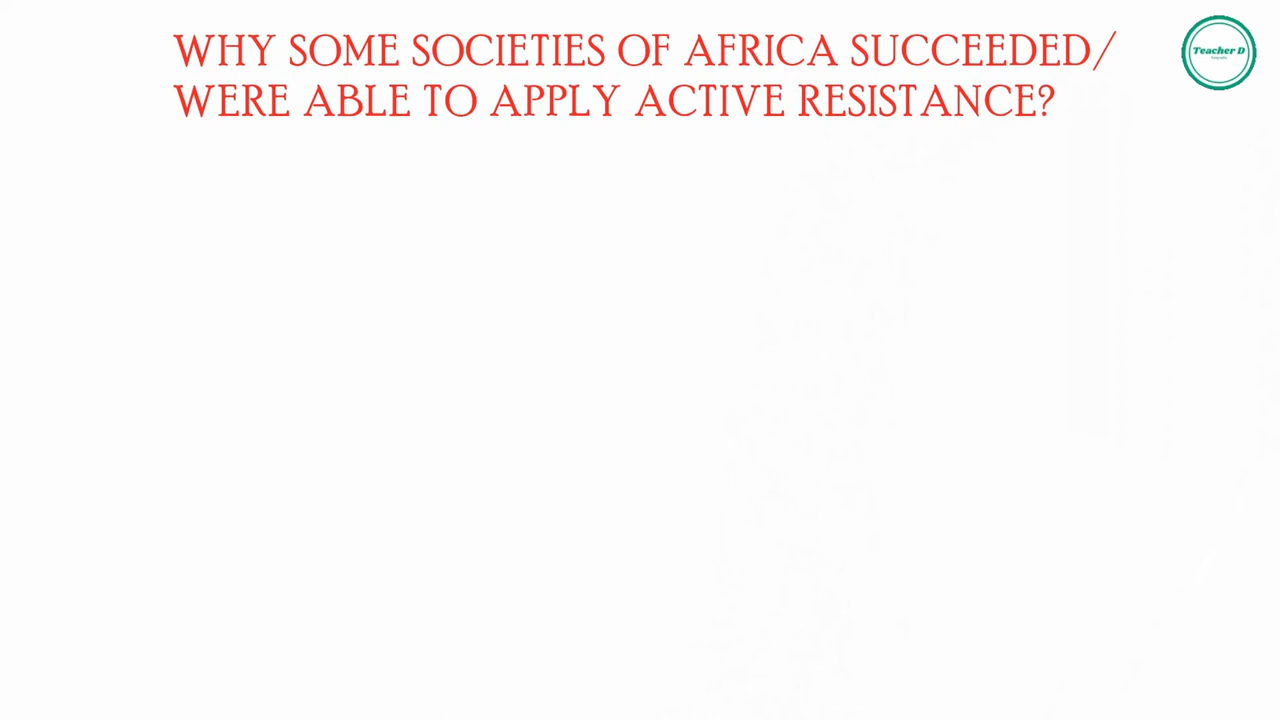 WHY SOME SOCIETIES OF AFRICA SUCCEEDED/
WERE ABLE TO APPLY ACTIVE RESISTANCE?
Teacher D